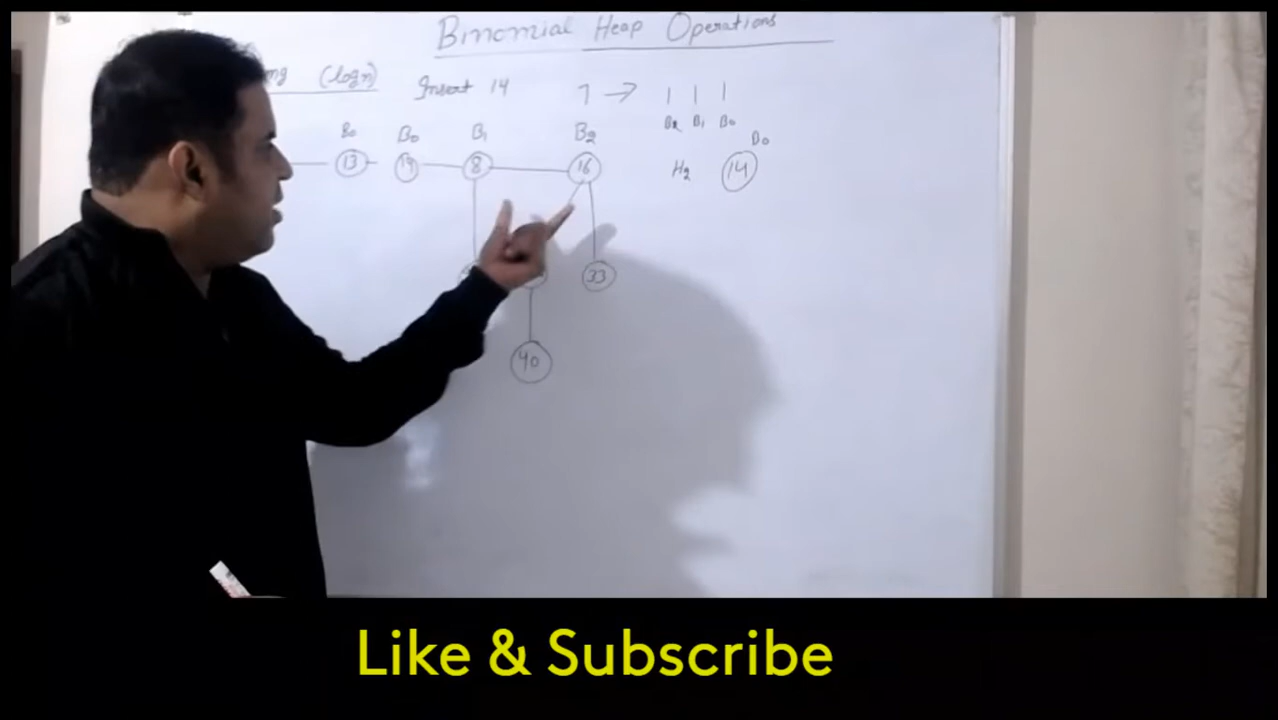 Binomial Heap Operations
(logn) Insert 14 7 → 1 1 1
B2 B1 B0
B0 B0 B1 B2 B0
13 19 8 16 H2 14
33
40
Like & Subscribe